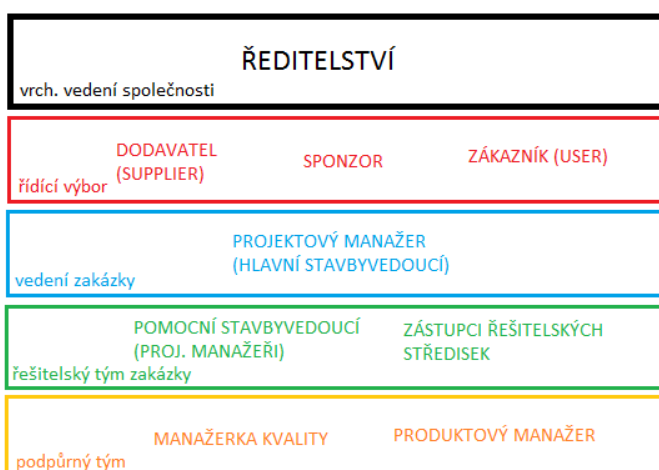 ŘEDITELSTVÍ
vrch. vedení společnosti
DODAVATEL
(SUPPLIER)
SPONZOR
ZÁKAZNÍK (USER)
řídící výbor
PROJEKTOVÝ MANAŽER
(HLAVNÍ STAVBYVEDOUCÍ)
vedení zakázky
POMOCNÍ STAVBYVEDOUCÍ
(PROJ. MANAŽEŘI)
ZÁSTUPCI ŘEŠITELSKÝCH
STŘEDISEK
řešitelský tým zakázky
MANAŽERKA KVALITY
PRODUKTOVÝ MANAŽER
podpůrný tým